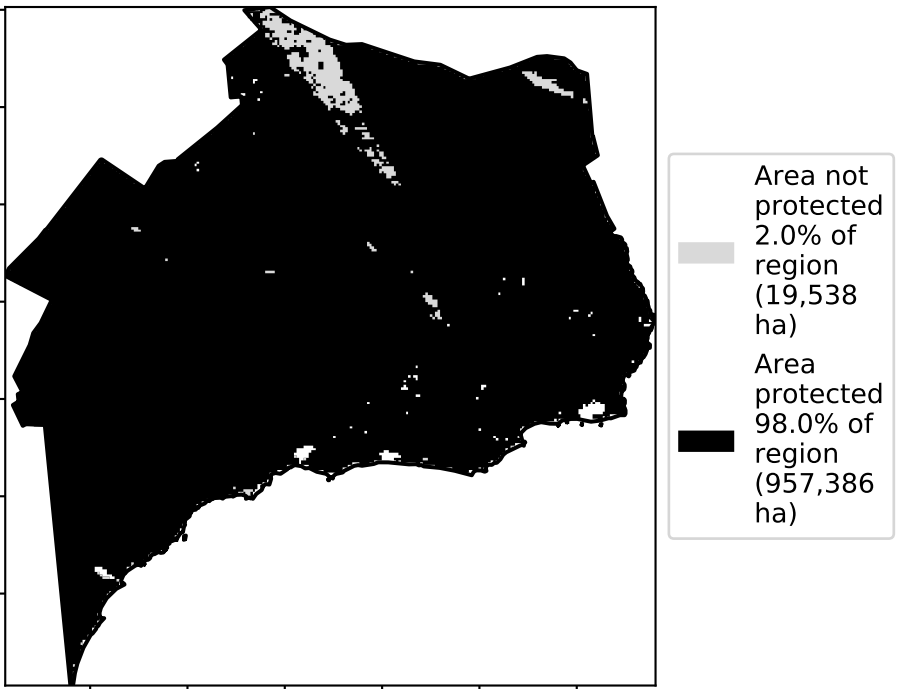 Area not
protected
2.0% of
region
(19,538
ha)
Area
protected
98.0% of
region
(957,386
ha)